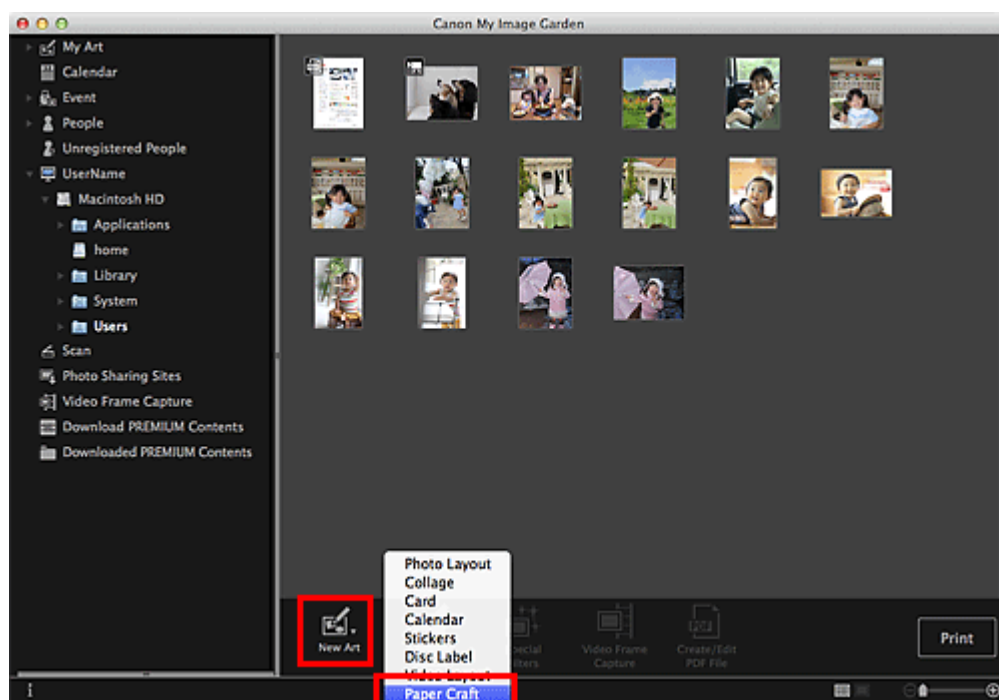 Canon My Image Garden
My Art
Calendar
Event
People
Unregistered People
UserName
Macintosh HD
Applications
home
Library
System
Users
Scan
Photo Sharing Sites
Video Frame Capture
Download PREMIUM Contents
Downloaded PREMIUM Contents
Photo Layout
Collage
Card
Calendar
Stickers
Disc Label
Video Layout
Paper Craft
New Art
Video Frame
Capture
Create/Edit
PDF File
Print